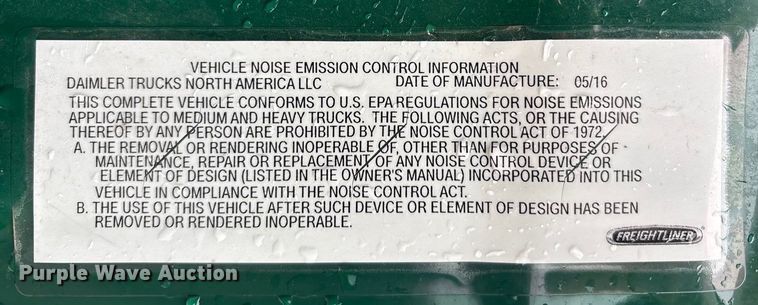 VEHICLE NOISE EMISSION CONTROL INFORMATION
DAIMLER TRUCKS NORTH AMERICA LLC DATE OF MANUFACTURE: 05/16
THIS COMPLETE VEHICLE CONFORMS TO U.S. EPA REGULATIONS FOR NOISE EMISSIONS
APPLICABLE TO MEDIUM AND HEAVY TRUCKS. THE FOLLOWING ACTS, OR THE CAUSING
THEREOF BY ANY PERSON ARE PROHIBITED BY THE NOISE CONTROL ACT OF 1972.
A. THE REMOVAL OR RENDERING INOPERABLE OF, OTHER THAN FOR PURPOSES OF
MAINTENANCE, REPAIR OR REPLACEMENT OF ANY NOISE CONTROL DEVICE OR
ELEMENT OF DESIGN (LISTED IN THE OWNER'S MANUAL) INCORPORATED INTO THIS
VEHICLE IN COMPLIANCE WITH THE NOISE CONTROL ACT.
B. THE USE OF THIS VEHICLE AFTER SUCH DEVICE OR ELEMENT OF DESIGN HAS BEEN
REMOVED OR RENDERED INOPERABLE.
FREIGHTLINER
Purple Wave Auction